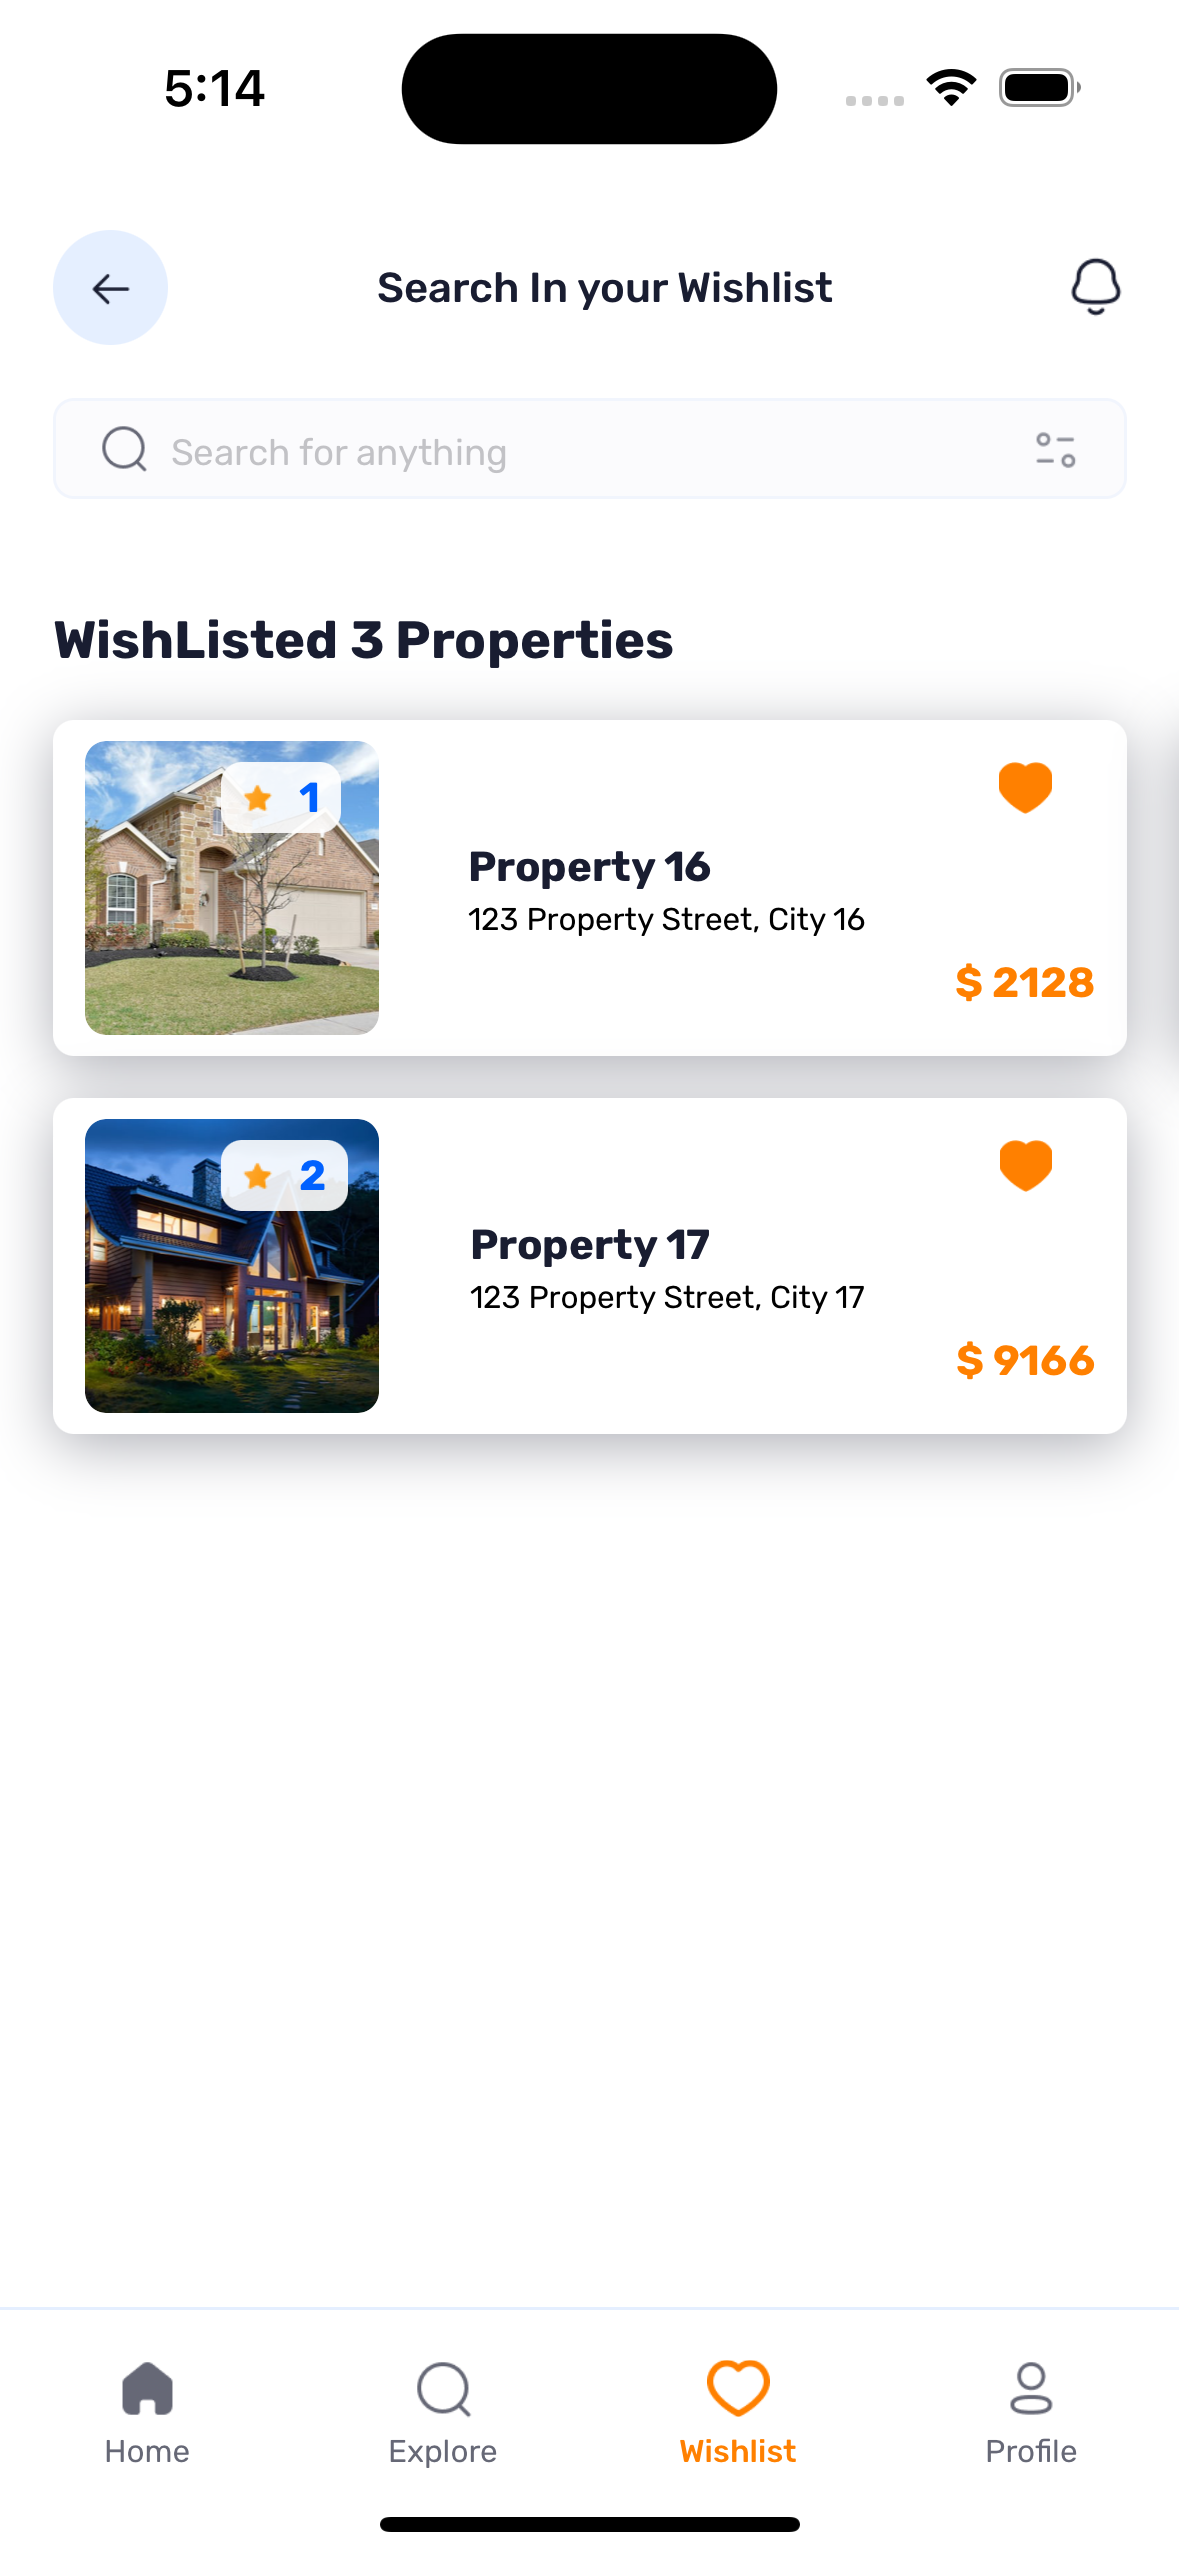 5:14
Search In your Wishlist
Search for anything
WishListed 3 Properties
1
Property 16
123 Property Street, City 16
$ 2128
2
Property 17
123 Property Street, City 17
$ 9166
Home
Explore
Wishlist
Profile